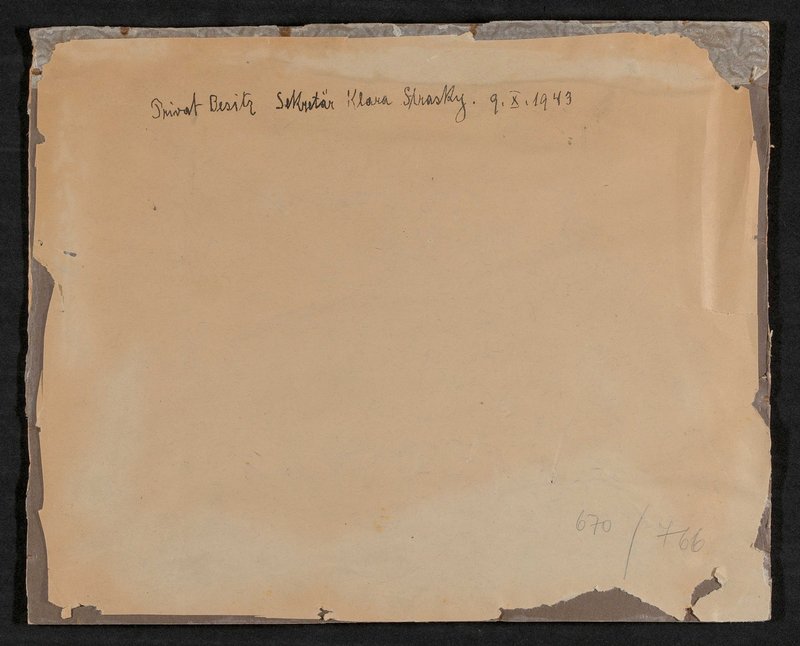 Privat Besitz Sekretär Klara Strasky. 9. X. 1943
670 / 766